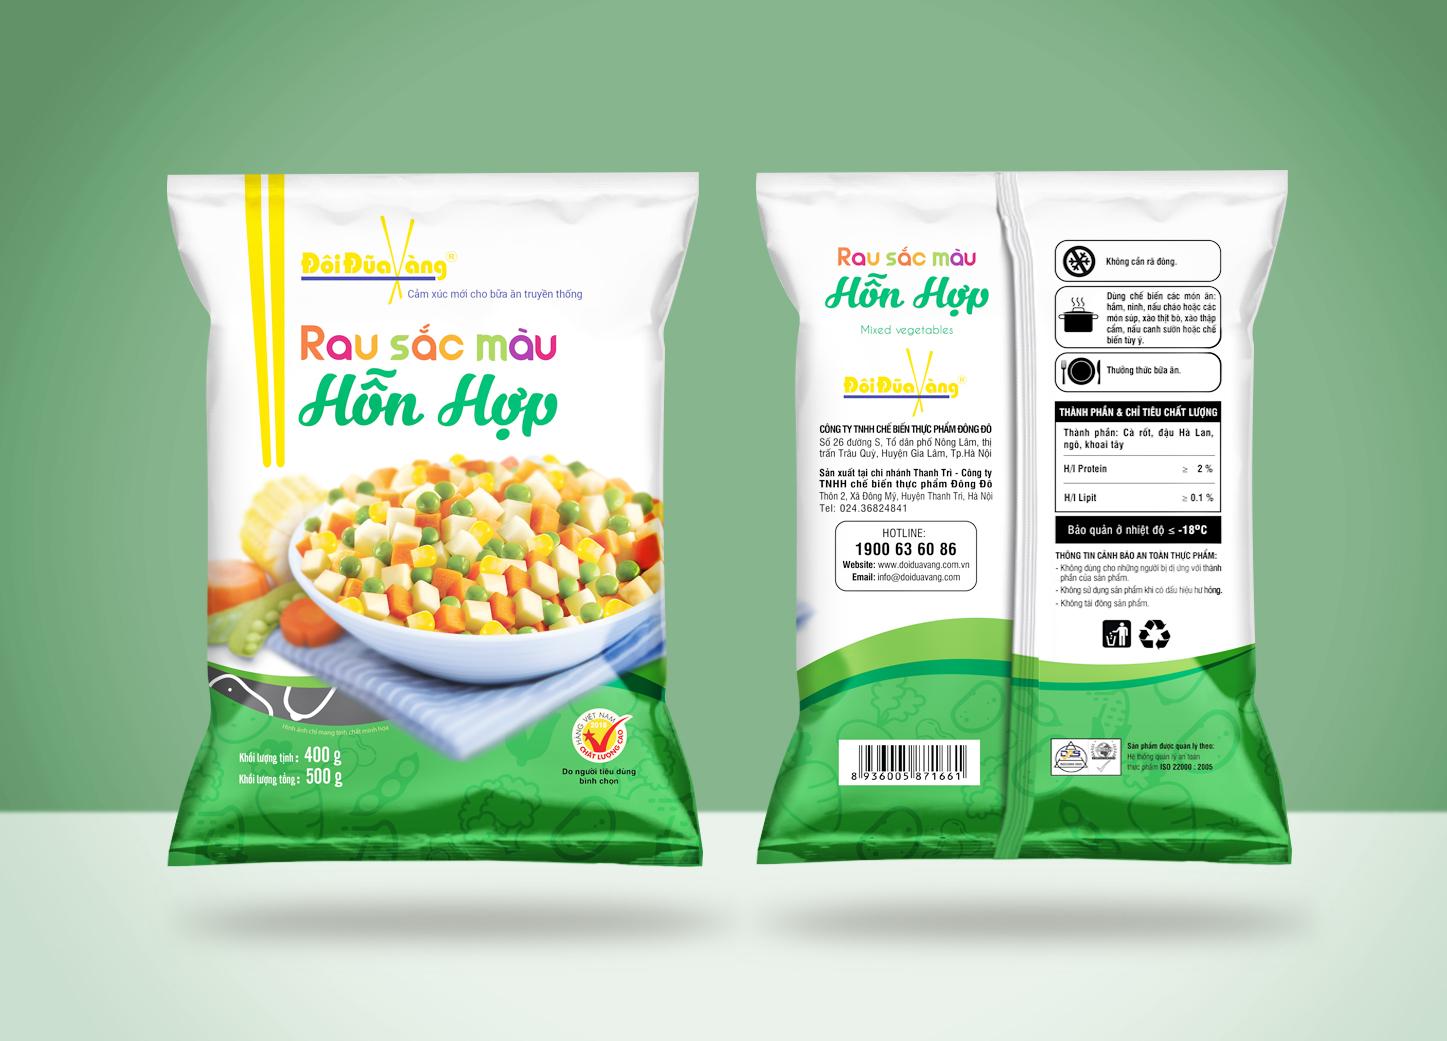 ĐôiĐũaVàng®
Cảm xúc mới cho bữa ăn truyền thống
Rau sắc màu
Hỗn Hợp
Hình ảnh chỉ mang tính chất minh họa
Khối lượng tịnh : 400 g
Khối lượng tổng : 500 g
HÀNG VIỆT NAM
2018
CHẤT LƯỢNG CAO
Do người tiêu dùng
bình chọn
Rau sắc màu
Hỗn Hợp
Mixed vegetables
ĐôiĐũaVàng®
CÔNG TY TNHH CHẾ BIẾN THỰC PHẨM ĐÔNG ĐÔ
Số 26 đường S, Tổ dân phố Nông Lâm, thị
trấn Trâu Quỳ, Huyện Gia Lâm, Tp.Hà Nội
Sản xuất tại chi nhánh Thanh Trì - Công ty
TNHH chế biến thực phẩm Đông Đô
Thôn 2, Xã Đông Mỹ, Huyện Thanh Trì, Hà Nội
Tel: 024.36824841
HOTLINE:
1900 63 60 86
Website: www.doiduavang.com.vn
Email: info@doiduavang.com
8 936005 871661
Không cần rã đông.
Dùng chế biến các món ăn:
hầm, ninh, nấu cháo hoặc các
món súp, xào thịt bò, xào thập
cẩm, nấu canh sườn hoặc chế
biến tùy ý.
Thưởng thức bữa ăn.
THÀNH PHẦN & CHỈ TIÊU CHẤT LƯỢNG
Thành phần: Cà rốt, đậu Hà Lan,
ngô, khoai tây
H/l Protein ≥ 2 %
H/l Lipit ≥ 0.1 %
Bảo quản ở nhiệt độ ≤ -18ºC
THÔNG TIN CẢNH BÁO AN TOÀN THỰC PHẨM:
- Không dùng cho những người bị dị ứng với thành
phần của sản phẩm.
- Không sử dụng sản phẩm khi có dấu hiệu hư hỏng.
- Không tái đông sản phẩm.
Sản phẩm được quản lý theo:
Hệ thống quản lý an toàn
thực phẩm ISO 22000 : 2005